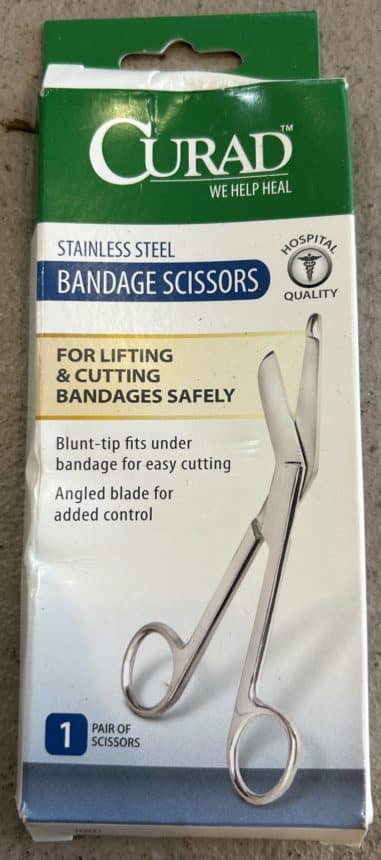 CURAD™
WE HELP HEAL
STAINLESS STEEL
BANDAGE SCISSORS
HOSPITAL
QUALITY
FOR LIFTING
& CUTTING
BANDAGES SAFELY
Blunt-tip fits under
bandage for easy cutting
Angled blade for
added control
1 PAIR OF
SCISSORS